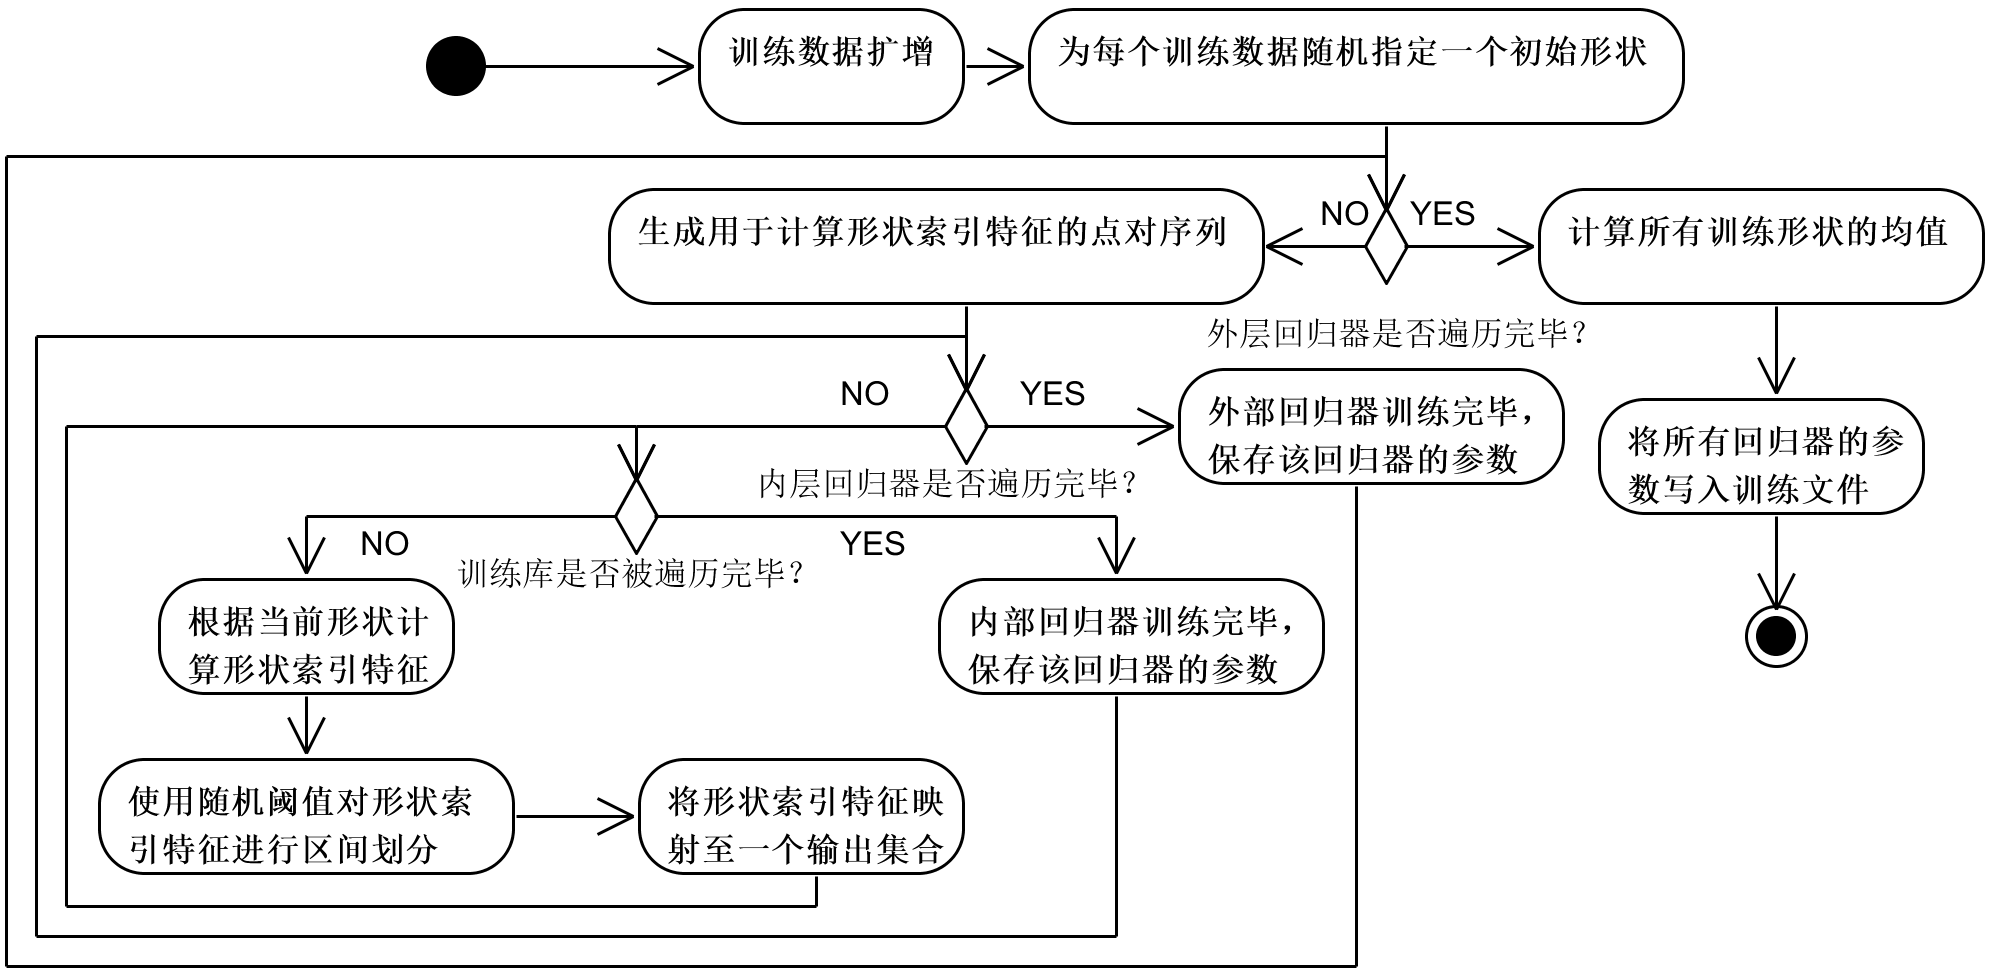 训练数据扩增
为每个训练数据随机指定一个初始形状
NO
YES
生成用于计算形状索引特征的点对序列
计算所有训练形状的均值
外层回归器是否遍历完毕？
NO
YES
外部回归器训练完毕，
保存该回归器的参数
将所有回归器的参
数写入训练文件
内层回归器是否遍历完毕？
NO
YES
训练库是否被遍历完毕？
根据当前形状计
算形状索引特征
内部回归器训练完毕，
保存该回归器的参数
使用随机阈值对形状索
引特征进行区间划分
将形状索引特征映
射至一个输出集合